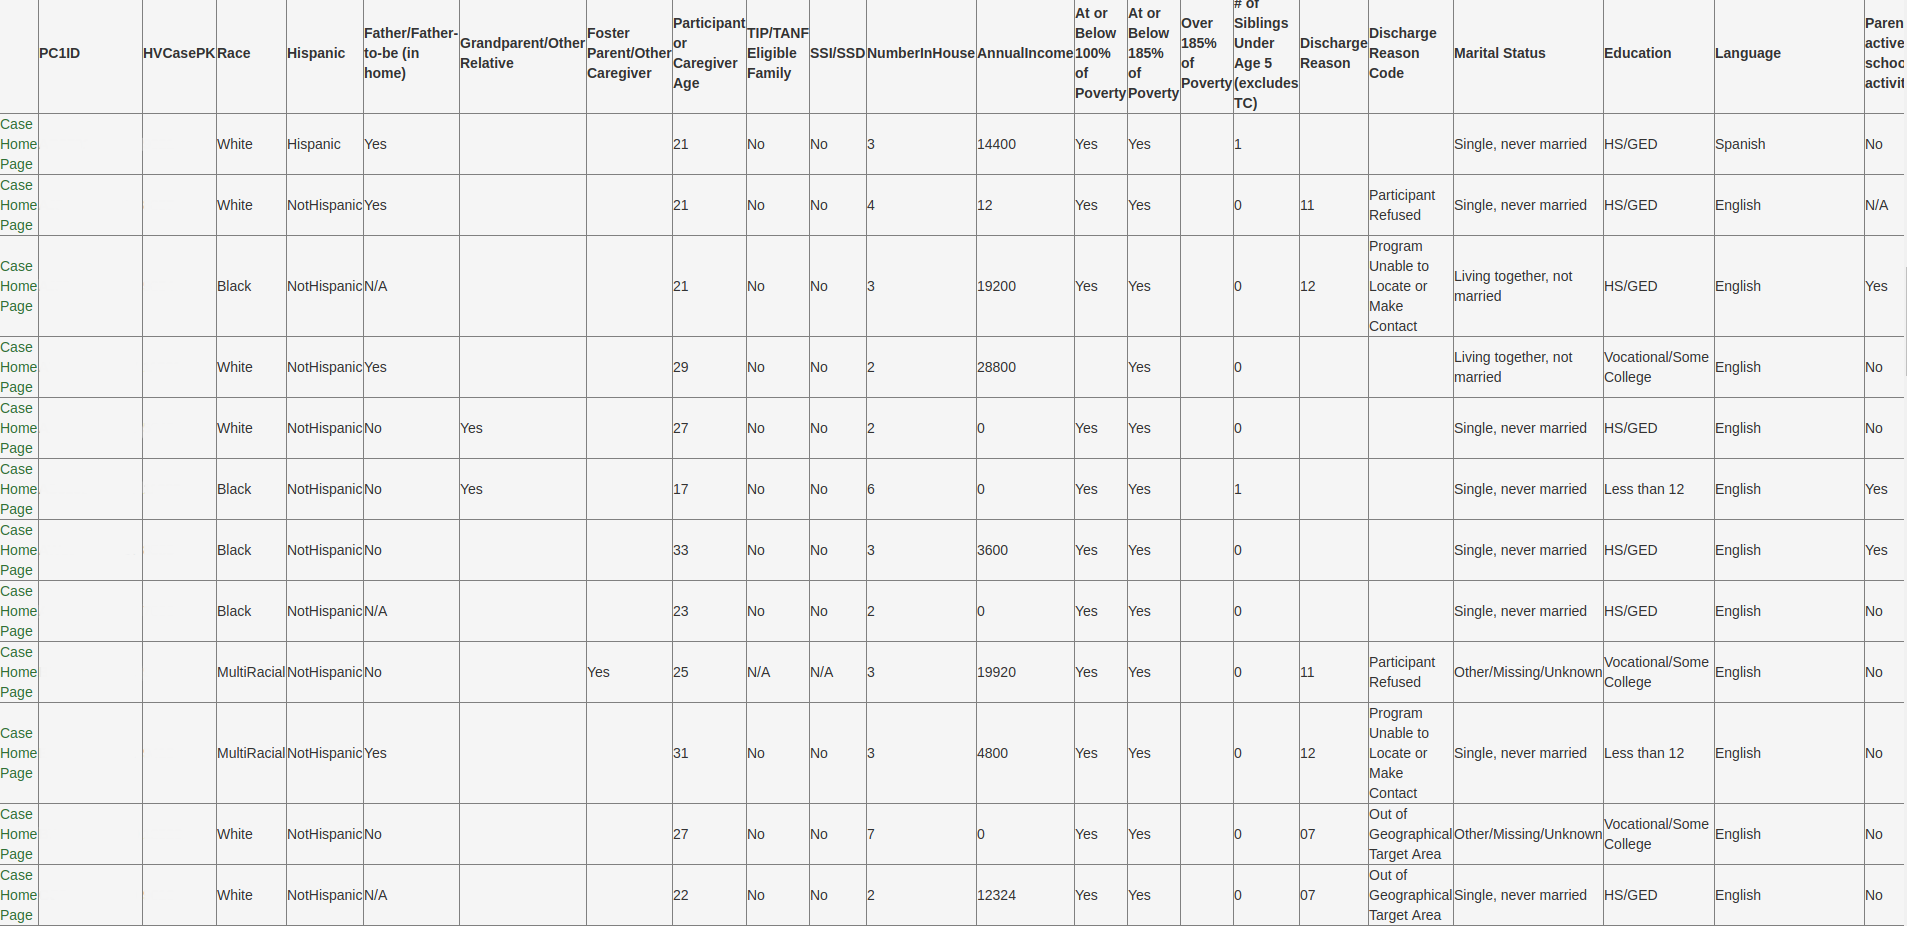 PC1ID HVCasePK Race Hispanic Father/Father-to-be (in home) Grandparent/Other Relative Foster Parent/Other Caregiver Participant or Caregiver Age TIP/TANF Eligible Family SSI/SSD NumberInHouse AnnualIncome At or Below 100% of Poverty At or Below 185% of Poverty Over 185% of Poverty # of Siblings Under Age 5 (excludes TC) Discharge Reason Discharge Reason Code Marital Status Education Language Paren active schoo activit
Case Home Page White Hispanic Yes 21 No No 3 14400 Yes Yes 1 Single, never married HS/GED Spanish No
Case Home Page White NotHispanic Yes 21 No No 4 12 Yes Yes 0 11 Participant Refused Single, never married HS/GED English N/A
Case Home Page Black NotHispanic N/A 21 No No 3 19200 Yes Yes 0 12 Program Unable to Locate or Make Contact Living together, not married HS/GED English Yes
Case Home Page White NotHispanic Yes 29 No No 2 28800 Yes 0 Living together, not married Vocational/Some College English No
Case Home Page White NotHispanic No Yes 27 No No 2 0 Yes Yes 0 Single, never married HS/GED English No
Case Home Page Black NotHispanic No Yes 17 No No 6 0 Yes Yes 1 Single, never married Less than 12 English Yes
Case Home Page Black NotHispanic No 33 No No 3 3600 Yes Yes 0 Single, never married HS/GED English Yes
Case Home Page Black NotHispanic N/A 23 No No 2 0 Yes Yes 0 Single, never married HS/GED English No
Case Home Page MultiRacial NotHispanic No Yes 25 N/A N/A 3 19920 Yes Yes 0 11 Participant Refused Other/Missing/Unknown Vocational/Some College English No
Case Home Page MultiRacial NotHispanic Yes 31 No No 3 4800 Yes Yes 0 12 Program Unable to Locate or Make Contact Single, never married Less than 12 English No
Case Home Page White NotHispanic No 27 No No 7 0 Yes Yes 0 07 Out of Geographical Target Area Other/Missing/Unknown Vocational/Some College English No
Case Home Page White NotHispanic N/A 22 No No 2 12324 Yes Yes 0 07 Out of Geographical Target Area Single, never married HS/GED English No